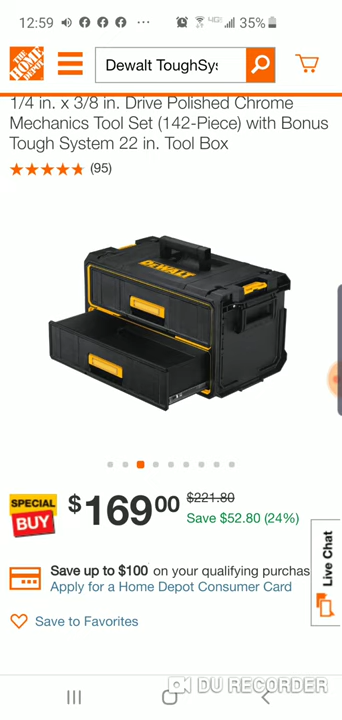 12:59 4G 35%
THE HOME DEPOT
Dewalt ToughSys
1/4 in. x 3/8 in. Drive Polished Chrome
Mechanics Tool Set (142-Piece) with Bonus
Tough System 22 in. Tool Box
(95)
DEWALT
SPECIAL
BUY
$169.00
$221.80
Save $52.80 (24%)
Save up to $100 on your qualifying purchas
Apply for a Home Depot Consumer Card
Live Chat
Save to Favorites
DU RECORDER